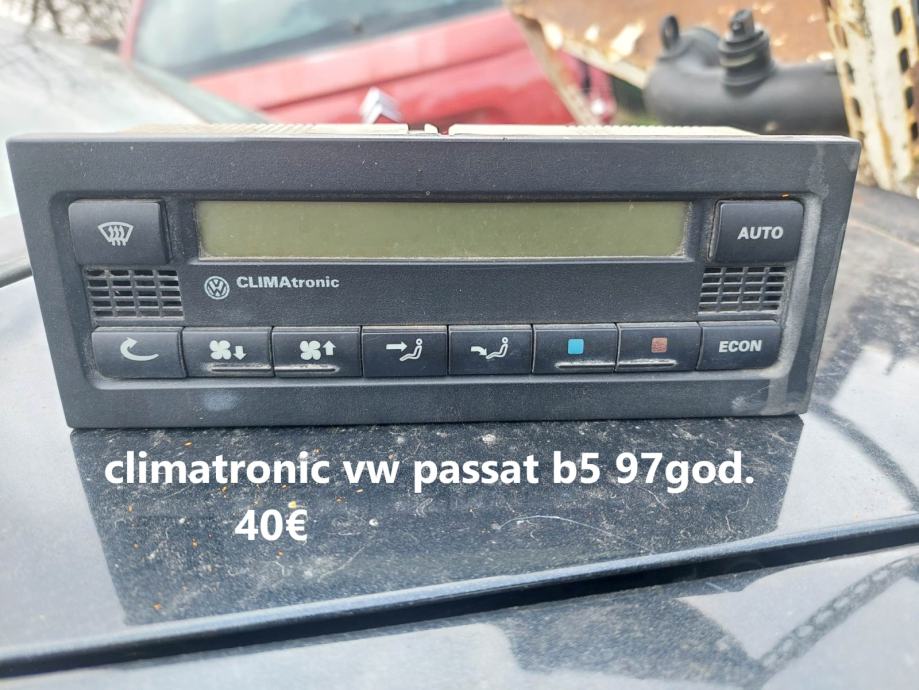 AUTO
CLIMAtronic
ECON
climatronic vw passat b5 97god.
40€